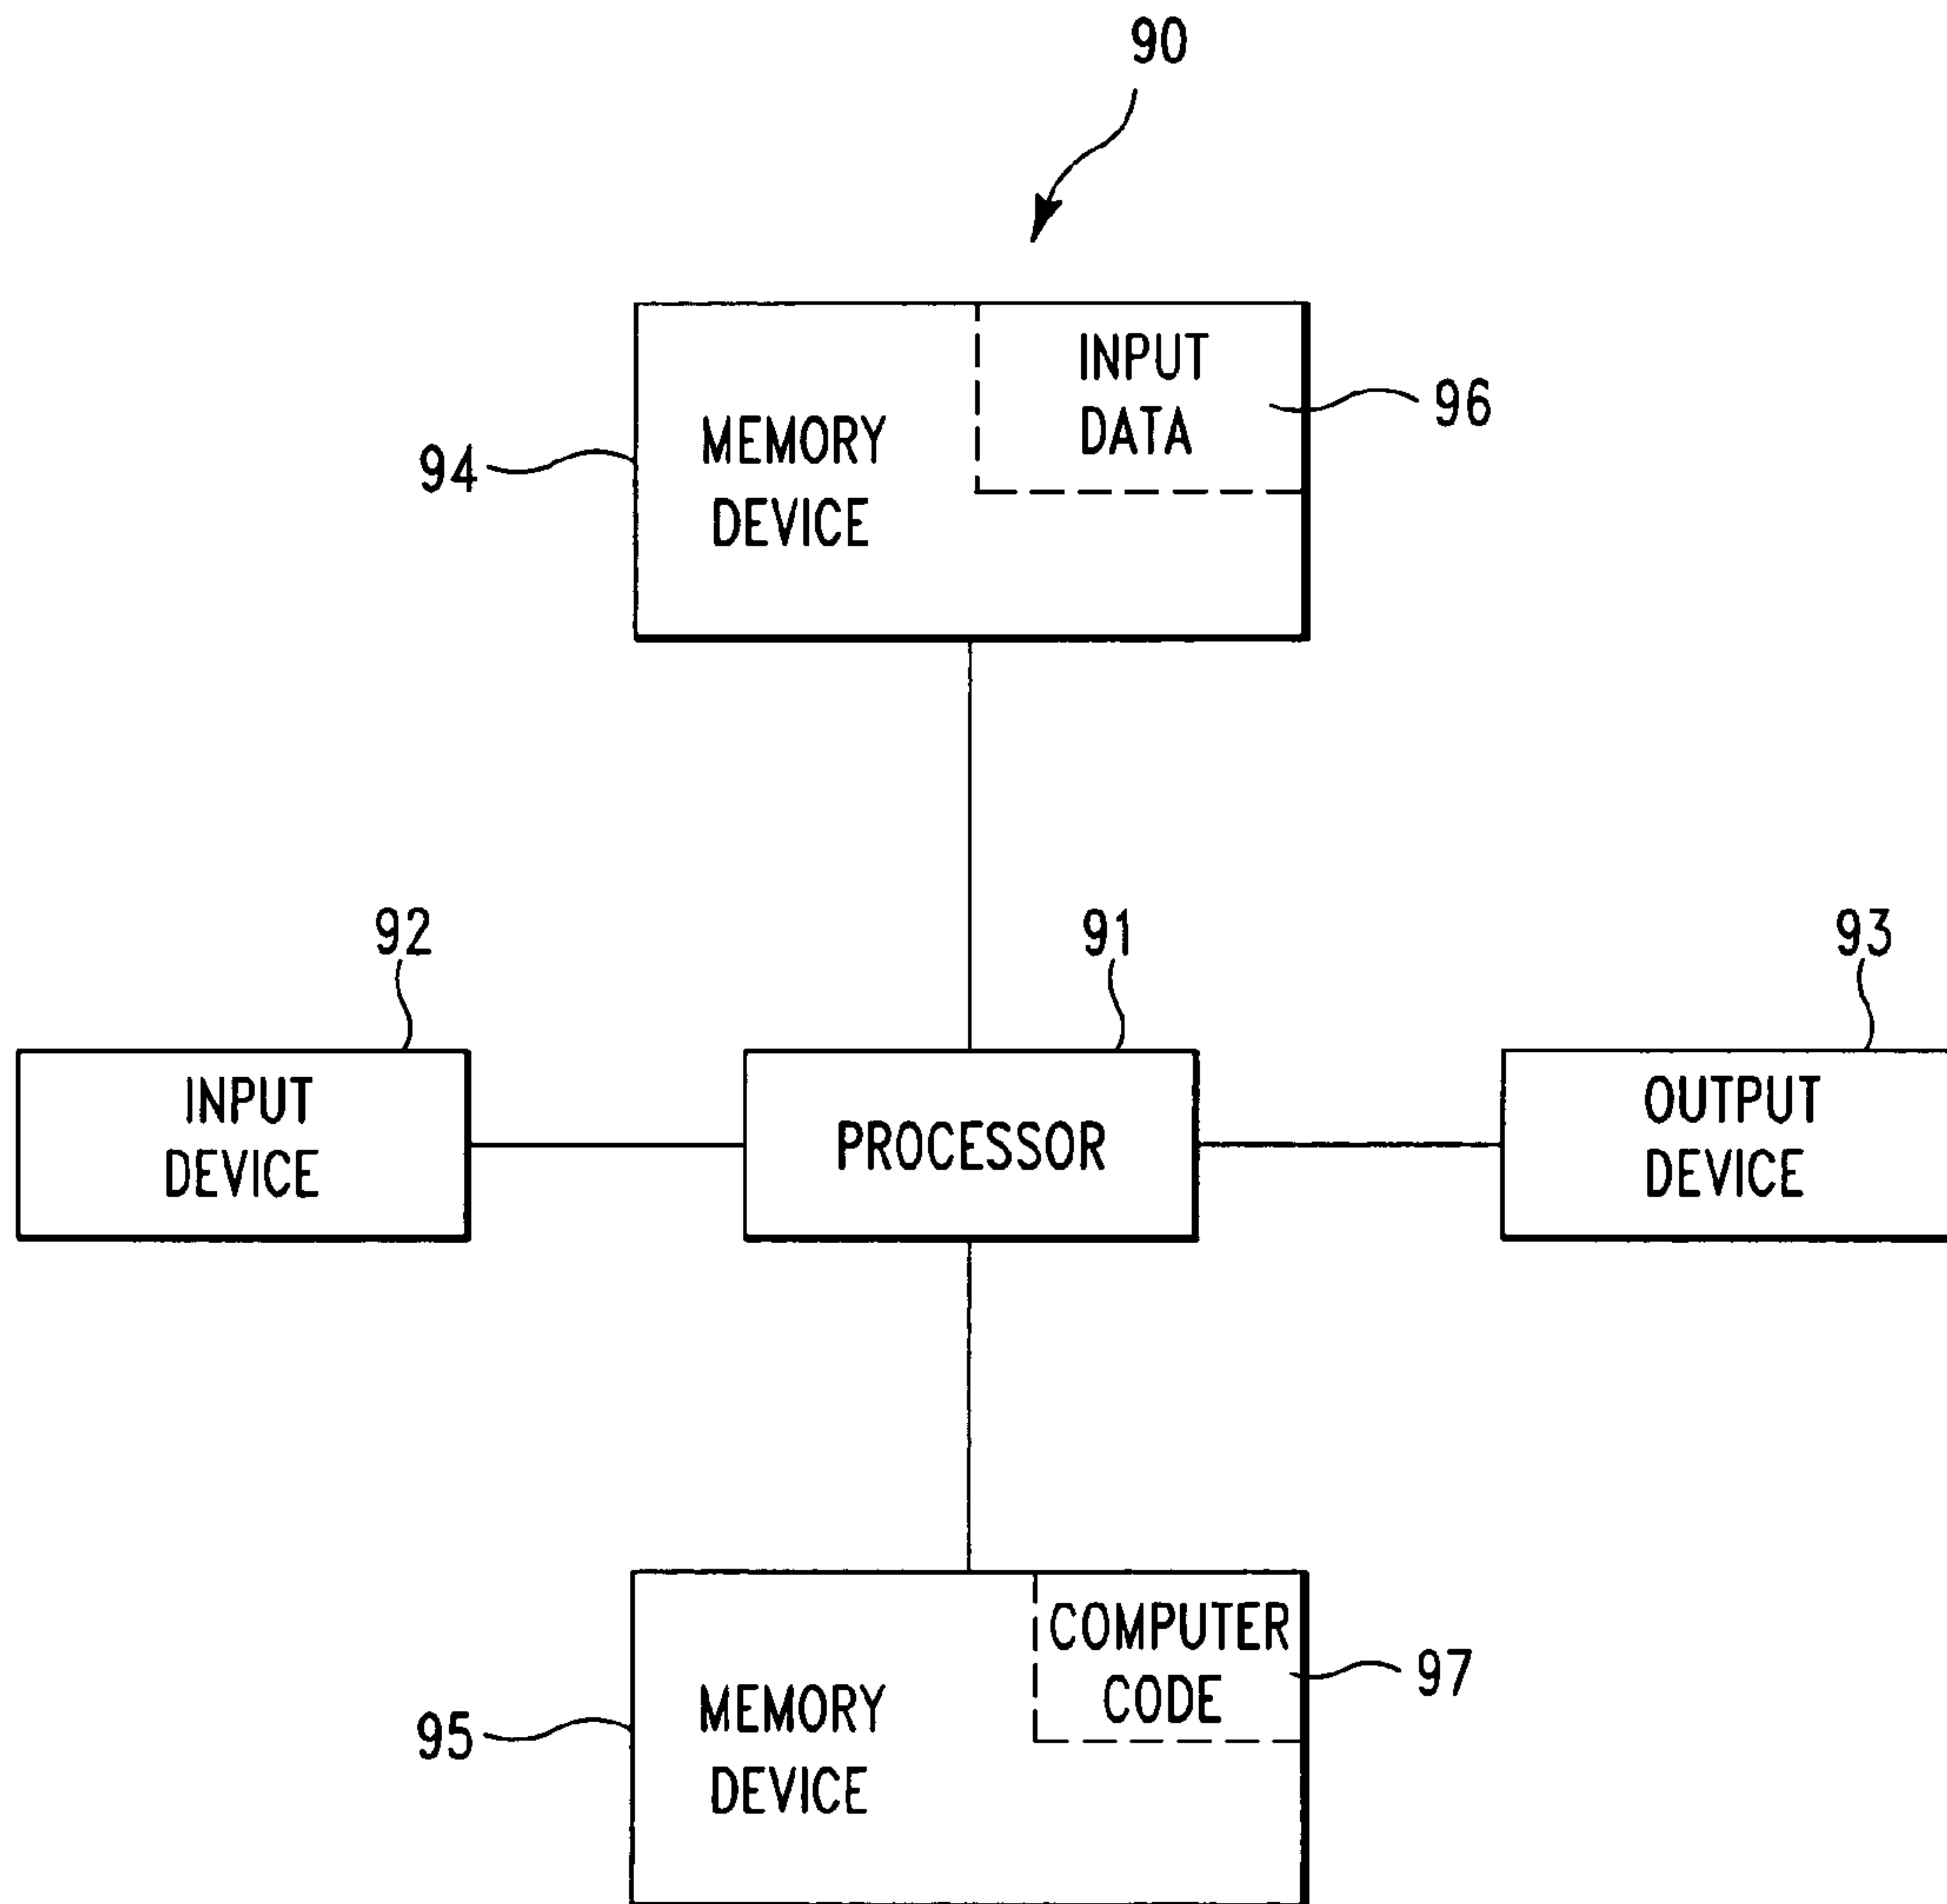 90
INPUT
DATA
96
MEMORY
DEVICE
94
92
91
93
INPUT
DEVICE
PROCESSOR
OUTPUT
DEVICE
COMPUTER
CODE
97
MEMORY
DEVICE
95